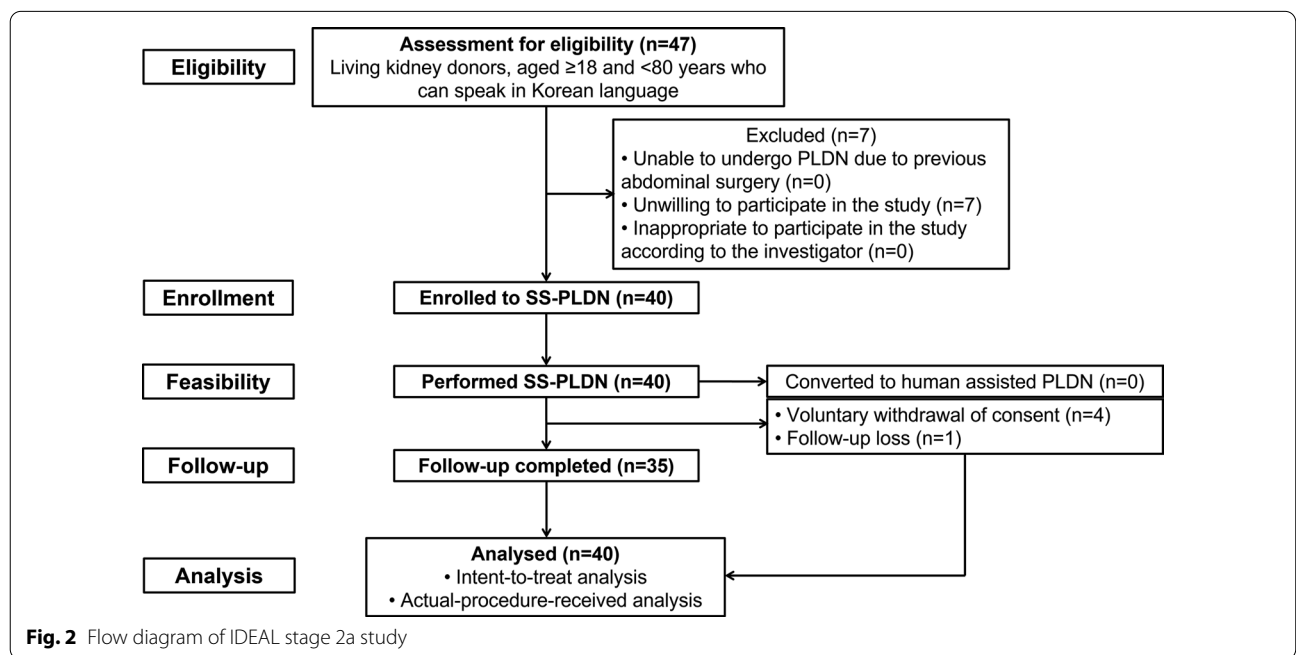 Eligibility
Assessment for eligibility (n=47)
Living kidney donors, aged ≥18 and <80 years who
can speak in Korean language
Excluded (n=7)
• Unable to undergo PLDN due to previous
abdominal surgery (n=0)
• Unwilling to participate in the study (n=7)
• Inappropriate to participate in the study
according to the investigator (n=0)
Enrollment
Enrolled to SS-PLDN (n=40)
Feasibility
Performed SS-PLDN (n=40)
Converted to human assisted PLDN (n=0)
• Voluntary withdrawal of consent (n=4)
• Follow-up loss (n=1)
Follow-up
Follow-up completed (n=35)
Analysis
Analysed (n=40)
• Intent-to-treat analysis
• Actual-procedure-received analysis
Fig. 2 Flow diagram of IDEAL stage 2a study